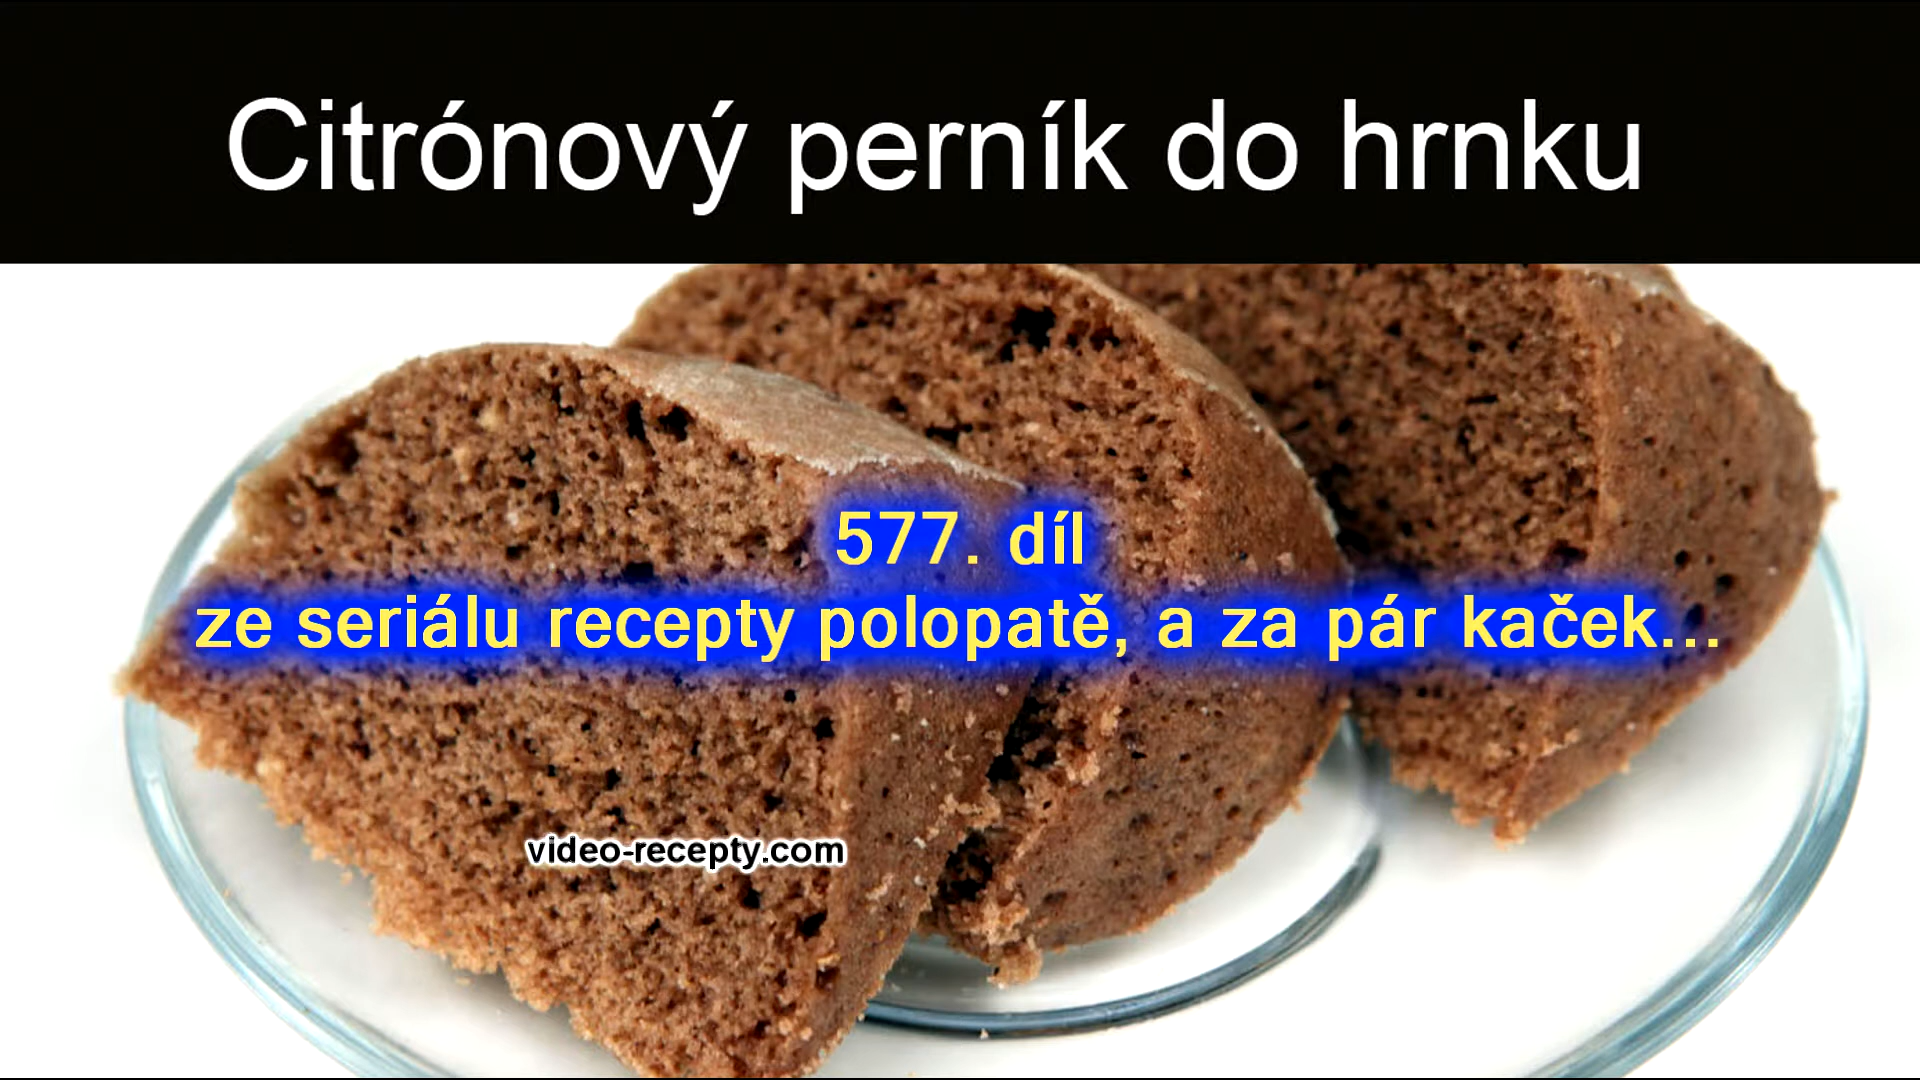 Citrónový perník do hrnku
577. díl
ze seriálu recepty polopatě, a za pár kaček...
video-recepty.com